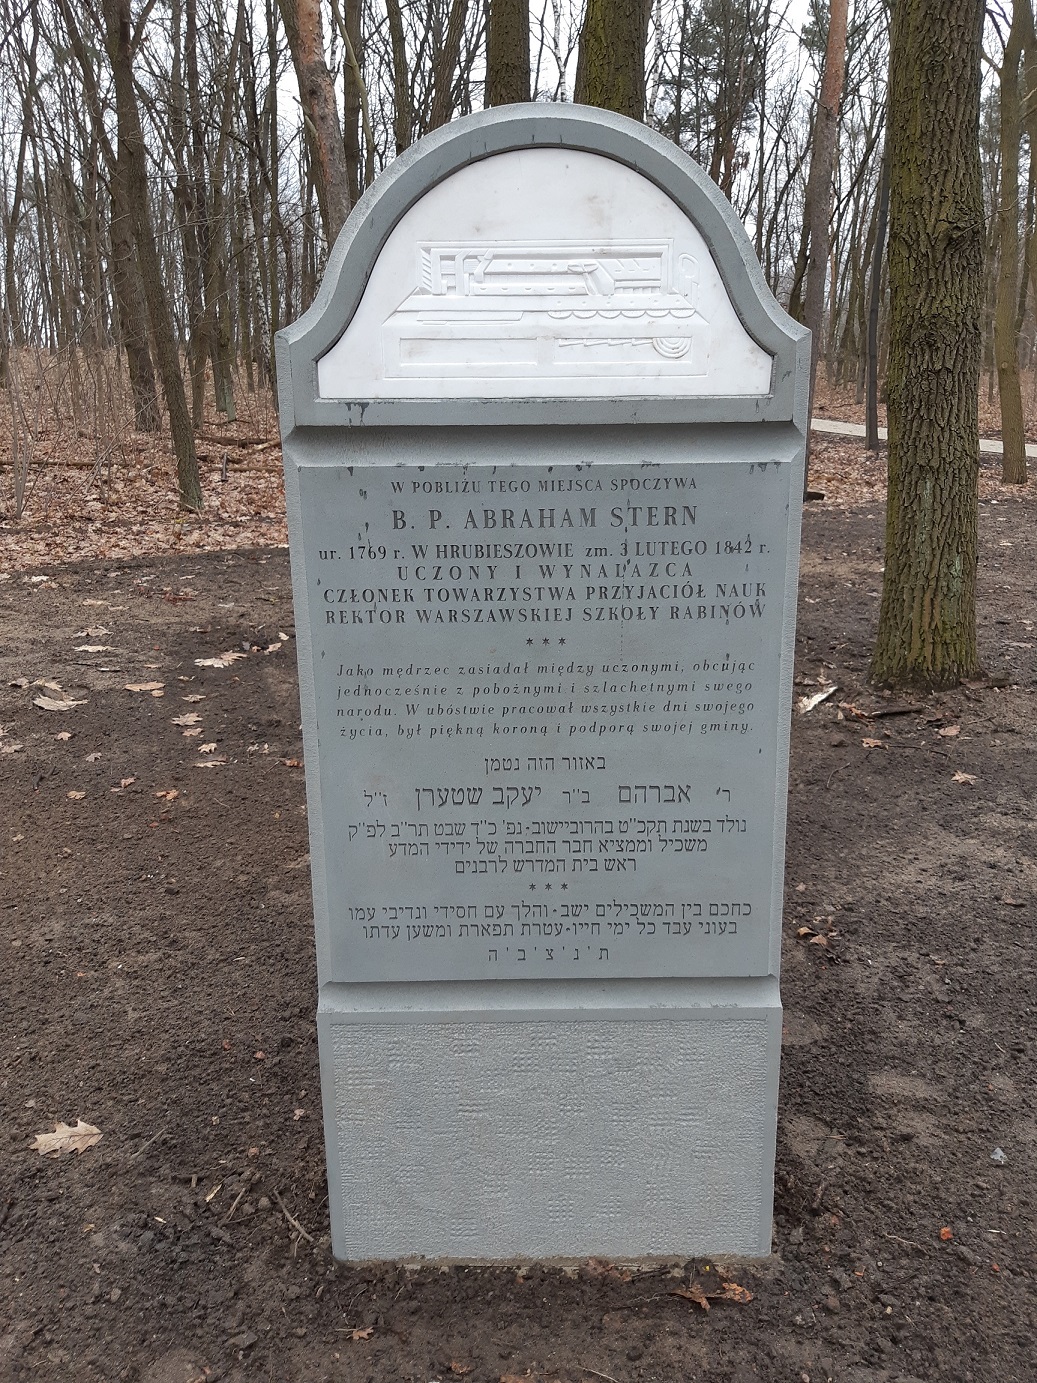 W POBLIŻU TEGO MIEJSCA SPOCZYWA
B. P. ABRAHAM STERN
ur. 1769 r. W HRUBIESZOWIE zm. 3 LUTEGO 1842 r.
UCZONY I WYNALAZCA
CZŁONEK TOWARZYSTWA PRZYJACIÓŁ NAUK
REKTOR WARSZAWSKIEJ SZKOŁY RABINÓW
***
Jako mędrzec zasiadał między uczonymi, obcując
jednocześnie z pobożnymi i szlachetnymi swego
narodu. W ubóstwie pracował wszystkie dni swojego
życia, był piękną koroną i podporą swojej gminy.
באזור הזה נטמן
ר' אברהם ב"ר יעקב שטערן ז"ל
נולד בשנת תקכ"ט בהרובישוב·נפ' כ"ד שבט תר"ב לפ"ק
משכיל וממציא חבר החברה של ידידי המדע
ראש בית המדרש לרבנים
***
כחכם בין המשכילים ישב·והלך עם חסידי ונדיבי עמו
בעוני עבד כל ימי חייו·עטרת תפארת ומשען עדתו
ת' נ' צ' ב' ה